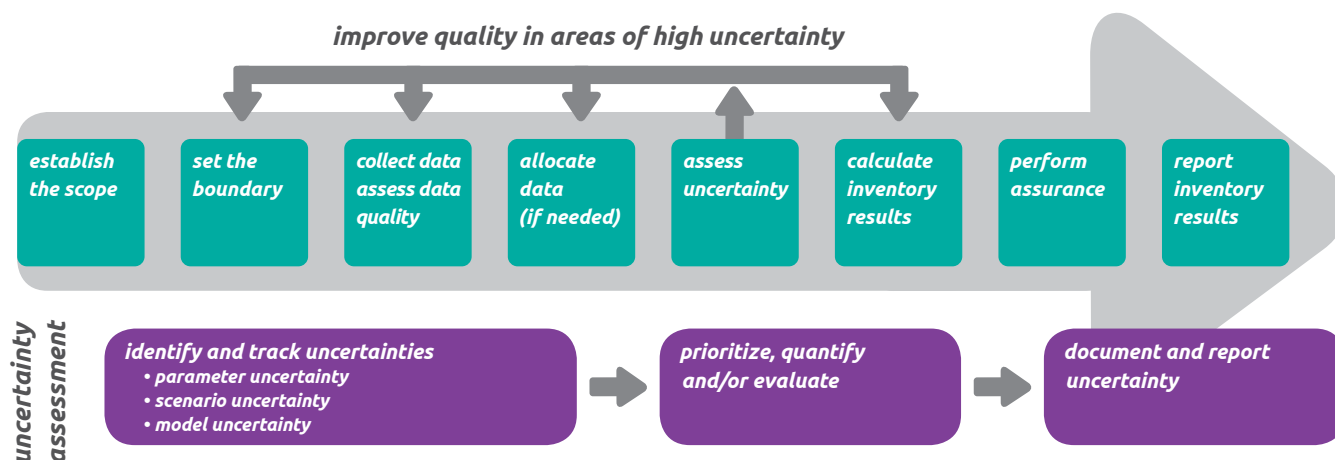 improve quality in areas of high uncertainty
establish
the scope
set the
boundary
collect data
assess data
quality
allocate
data
(if needed)
assess
uncertainty
calculate
inventory
results
perform
assurance
report
inventory
results
uncertainty
assessment
identify and track uncertainties
• parameter uncertainty
• scenario uncertainty
• model uncertainty
prioritize, quantify
and/or evaluate
document and report
uncertainty